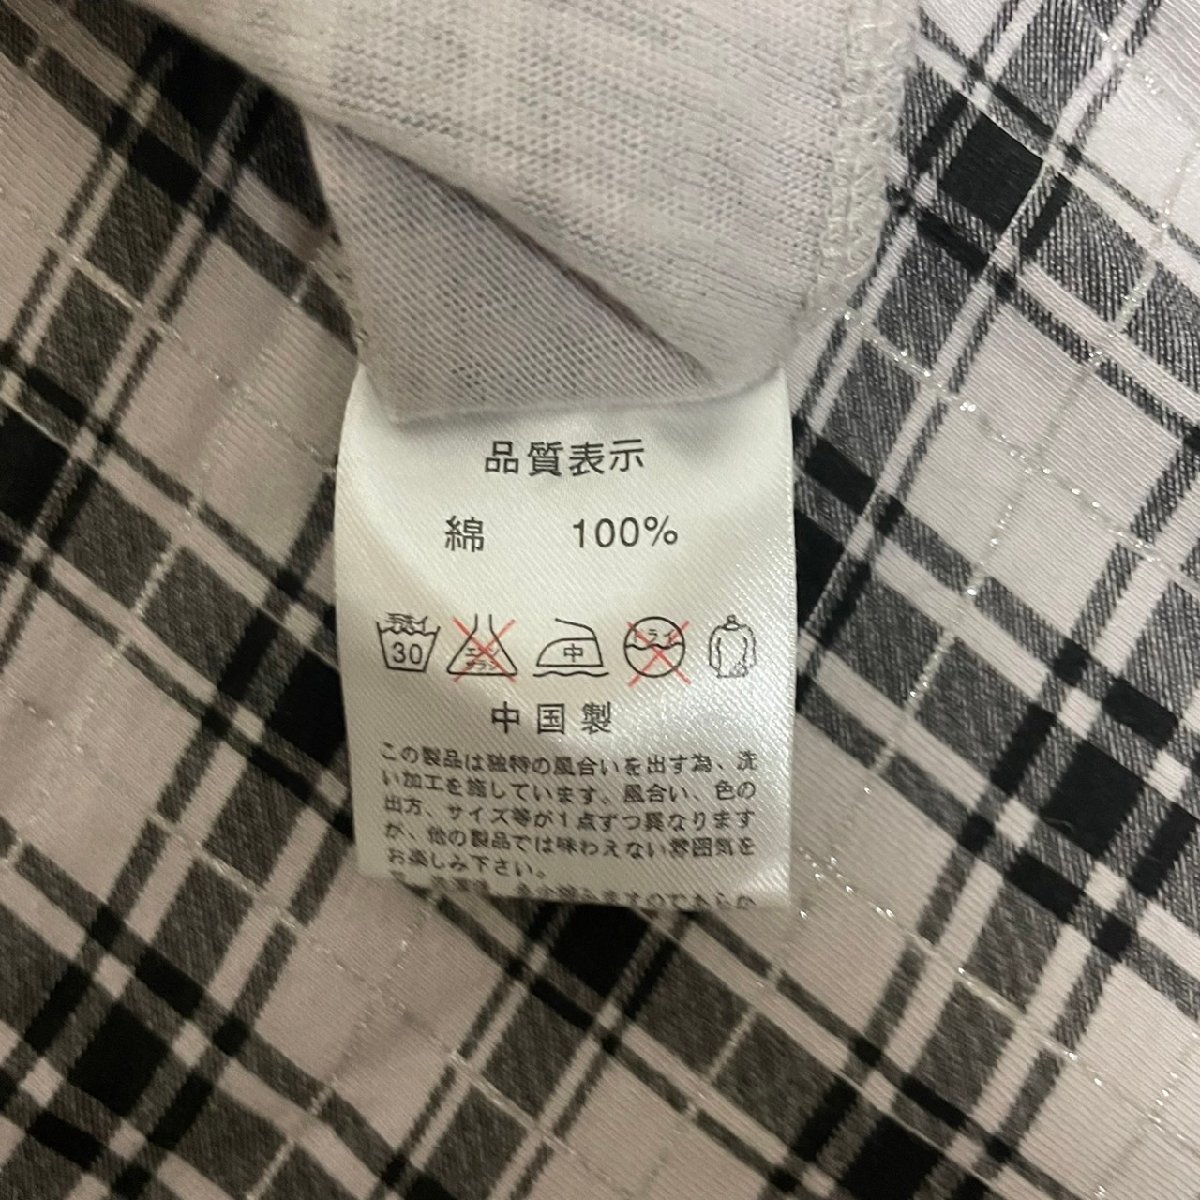 品質表示
綿 100%
手洗イ 30 エンソサラシ 中 ドライ
中国製
この製品は独特の風合いを出す為、洗
い加工を施しています。風合い、色の
出方、サイズ等が1点ずつ異なります
が、他の製品では味わえない雰囲気を
お楽しみ下さい。